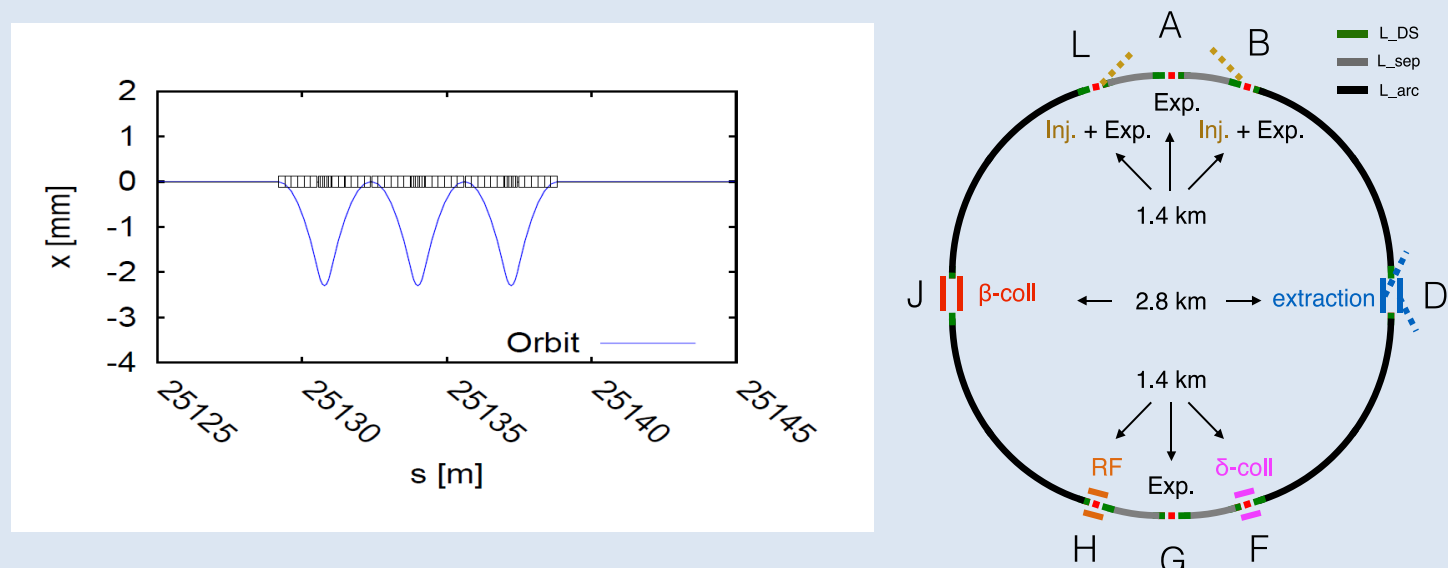 2
1
0
-1
-2
-3
-4
x [mm]
Orbit
25125
25130
25135
25140
25145
s [m]
L
A
B
L_DS
L_sep
L_arc
Exp.
Inj. + Exp.
Inj. + Exp.
1.4 km
J
β-coll
2.8 km
extraction
D
1.4 km
RF
δ-coll
Exp.
H
G
F